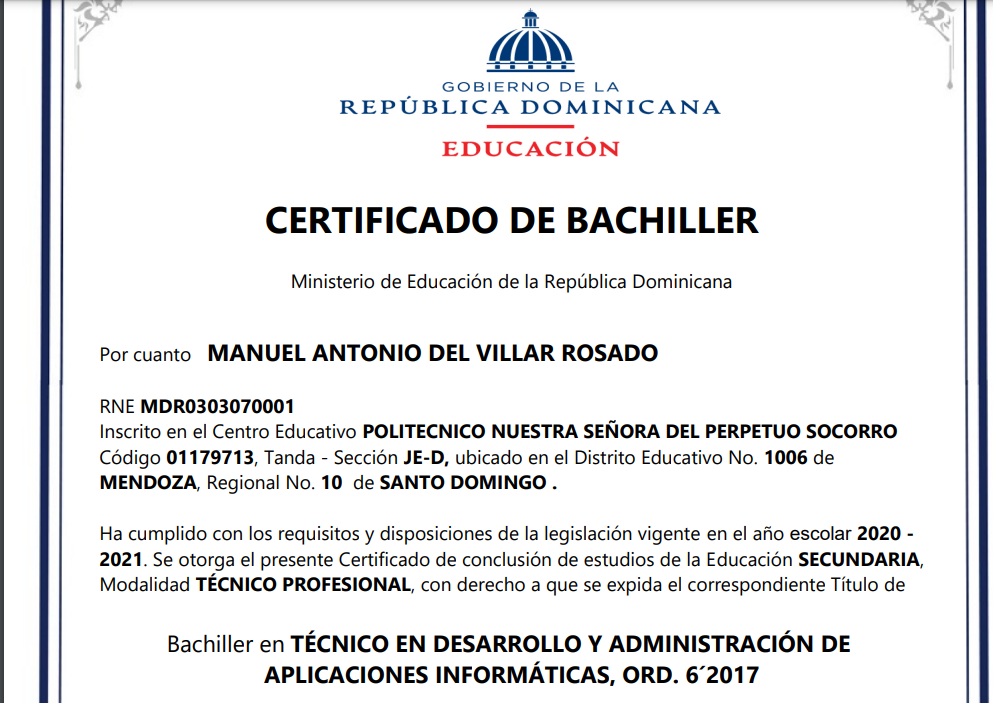 GOBIERNO DE LA
REPÚBLICA DOMINICANA
EDUCACIÓN
CERTIFICADO DE BACHILLER
Ministerio de Educación de la República Dominicana
Por cuanto MANUEL ANTONIO DEL VILLAR ROSADO
RNE MDR0303070001
Inscrito en el Centro Educativo POLITECNICO NUESTRA SEÑORA DEL PERPETUO SOCORRO
Código 01179713, Tanda - Sección JE-D, ubicado en el Distrito Educativo No. 1006 de
MENDOZA, Regional No. 10 de SANTO DOMINGO .
Ha cumplido con los requisitos y disposiciones de la legislación vigente en el año escolar 2020 -
2021. Se otorga el presente Certificado de conclusión de estudios de la Educación SECUNDARIA,
Modalidad TÉCNICO PROFESIONAL, con derecho a que se expida el correspondiente Título de
Bachiller en TÉCNICO EN DESARROLLO Y ADMINISTRACIÓN DE
APLICACIONES INFORMÁTICAS, ORD. 6´2017